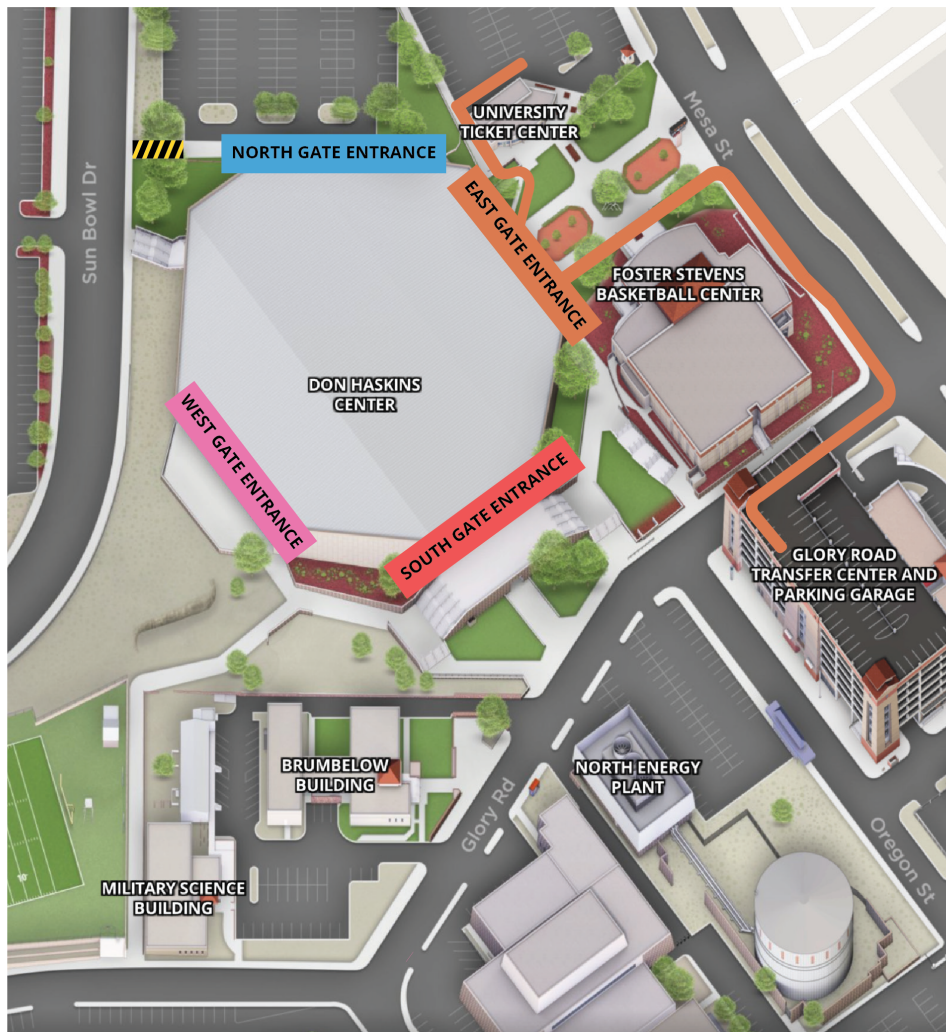 UNIVERSITY
TICKET CENTER
Mesa St
NORTH GATE ENTRANCE
Sun Bowl Dr
EAST GATE ENTRANCE
FOSTER STEVENS
BASKETBALL CENTER
DON HASKINS
CENTER
WEST GATE ENTRANCE
SOUTH GATE ENTRANCE
GLORY ROAD
TRANSFER CENTER AND
PARKING GARAGE
BRUMBELOW
BUILDING
NORTH ENERGY
PLANT
Glory Rd
Oregon St
MILITARY SCIENCE
BUILDING